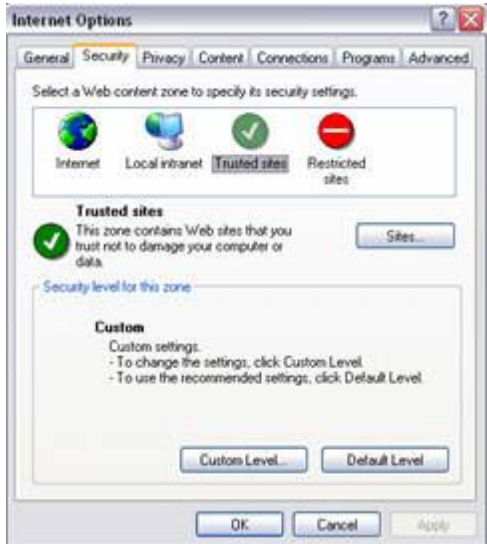 Internet Options
General Security Privacy Content Connections Programs Advanced
Select a Web content zone to specify its security settings.
Internet Local intranet Trusted sites Restricted sites
Trusted sites
This zone contains Web sites that you
trust not to damage your computer or
data.
Sites...
Security level for this zone
Custom
Custom settings.
- To change the settings, click Custom Level.
- To use the recommended settings, click Default Level.
Custom Level... Default Level
OK Cancel Apply